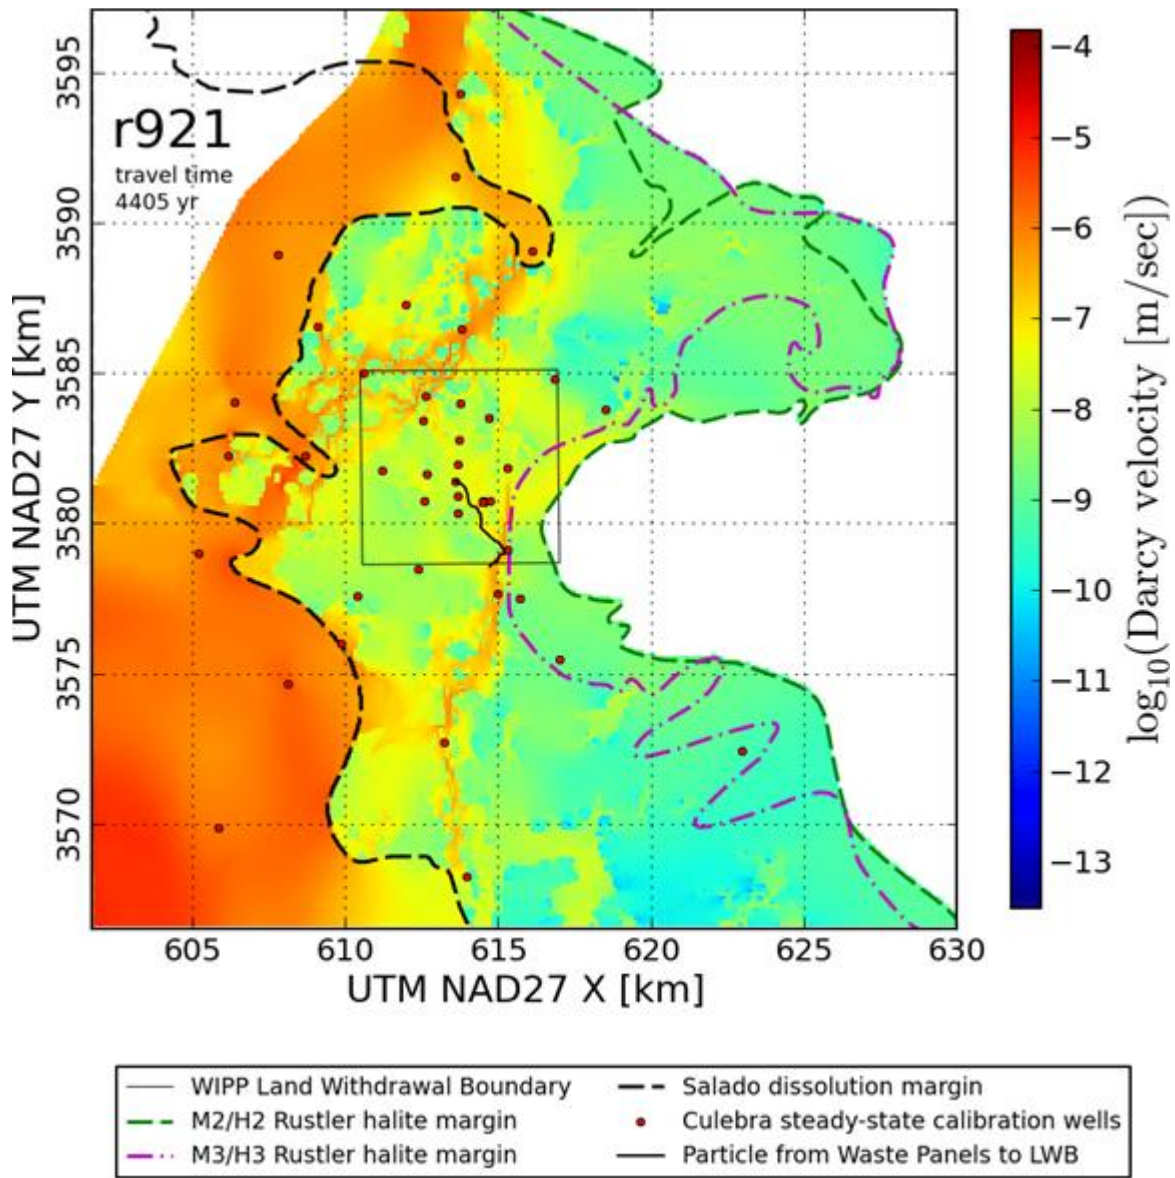 r921
travel time
4405 yr
3595
3590
3585
3580
3575
3570
UTM NAD27 Y [km]
605 610 615 620 625 630
UTM NAD27 X [km]
−4
−5
−6
−7
−8
−9
−10
−11
−12
−13
log₁₀(Darcy velocity [m/sec])
WIPP Land Withdrawal Boundary
M2/H2 Rustler halite margin
M3/H3 Rustler halite margin
Salado dissolution margin
Culebra steady-state calibration wells
Particle from Waste Panels to LWB